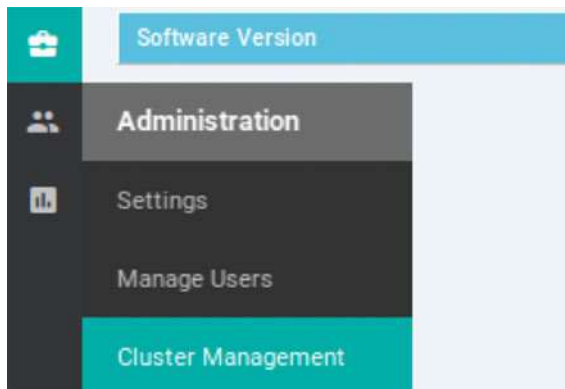 Software Version
Administration
Settings
Manage Users
Cluster Management